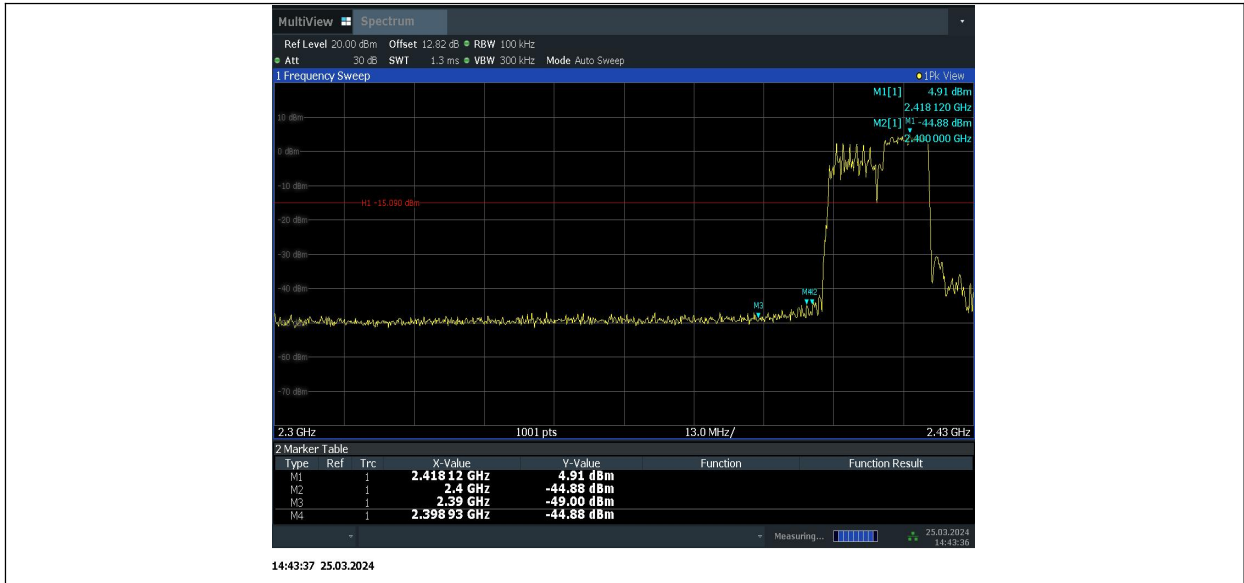 MultiView Spectrum
Ref Level 20.00 dBm Offset 12.82 dB RBW 100 kHz
Att 30 dB SWT 1.3 ms VBW 300 kHz Mode Auto Sweep
1 Frequency Sweep 1Pk View
M1[1] 4.91 dBm
2.418 120 GHz
10 dBm
M2[1] M1 -44.88 dBm
2.400 000 GHz
0 dBm
-10 dBm
H1 -15.090 dBm
-20 dBm
-30 dBm
-40 dBm
M4 M2
M3
-60 dBm
-70 dBm
2.3 GHz 1001 pts 13.0 MHz/ 2.43 GHz
2 Marker Table
Type Ref Trc X-Value Y-Value Function Function Result
M1 1 2.418 12 GHz 4.91 dBm
M2 1 2.4 GHz -44.88 dBm
M3 1 2.39 GHz -49.00 dBm
M4 1 2.398 93 GHz -44.88 dBm
Measuring... 25.03.2024
14:43:36
14:43:37 25.03.2024